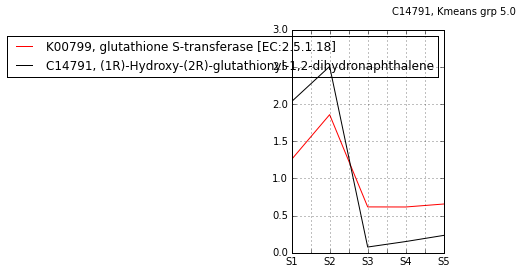 C14791, Kmeans grp 5.0
3.0
K00799, glutathione S-transferase [EC:2.5.1.18]
C14791, (1R)-Hydroxy-(2R)-glutathionyl-1,2-dihydronaphthalene
2.5
2.0
1.5
1.0
0.5
0.0
S1 S2 S3 S4 S5